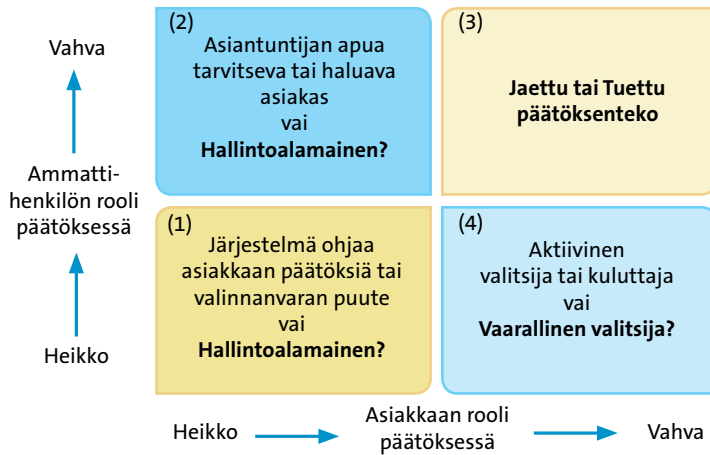 Vahva
Ammatti-
henkilön rooli
päätöksessä
Heikko
(2)
Asiantuntijan apua
tarvitseva tai haluava
asiakas
vai
Hallintoalamainen?
(3)
Jaettu tai Tuettu
päätöksenteko
(1)
Järjestelmä ohjaa
asiakkaan päätöksiä tai
valinnanvaran puute
vai
Hallintoalamainen?
(4)
Aktiivinen
valitsija tai kuluttaja
vai
Vaarallinen valitsija?
Heikko
Asiakkaan rooli
päätöksessä
Vahva